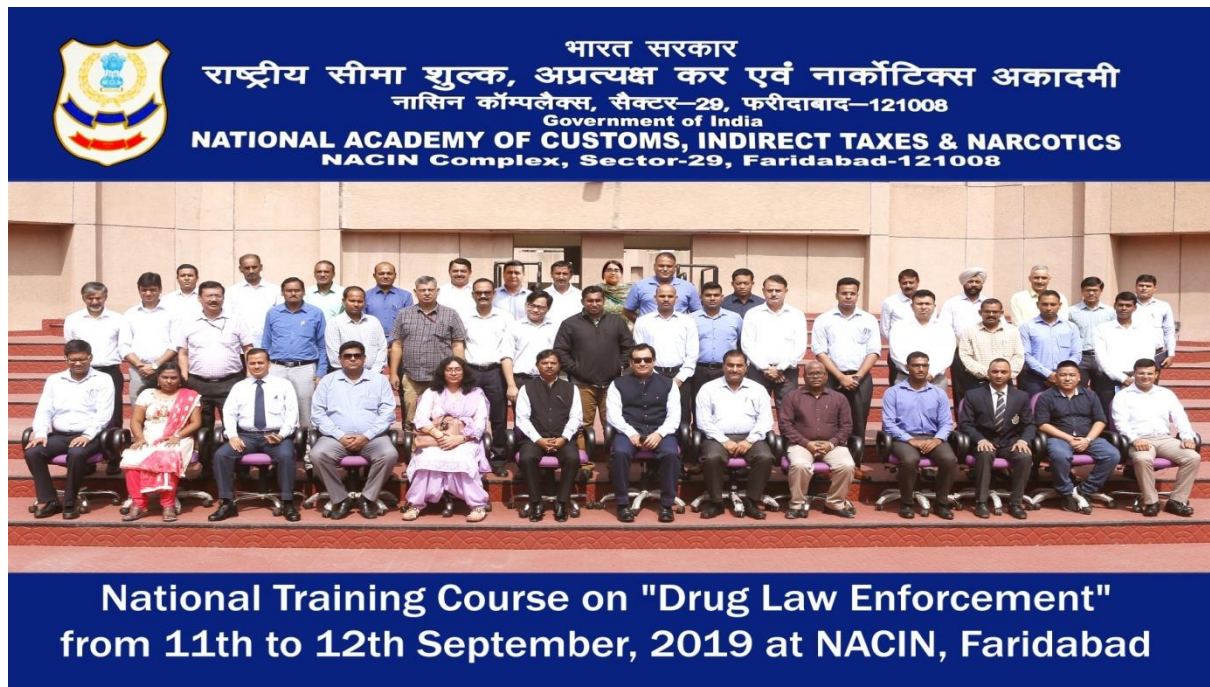 भारत सरकार
राष्ट्रीय सीमा शुल्क, अप्रत्यक्ष कर एवं नार्कोटिक्स अकादमी
नासिन कॉम्पलैक्स, सैक्टर–29, फरीदाबाद–121008
Government of India
NATIONAL ACADEMY OF CUSTOMS, INDIRECT TAXES & NARCOTICS
NACIN Complex, Sector-29, Faridabad-121008
National Training Course on "Drug Law Enforcement"
from 11th to 12th September, 2019 at NACIN, Faridabad